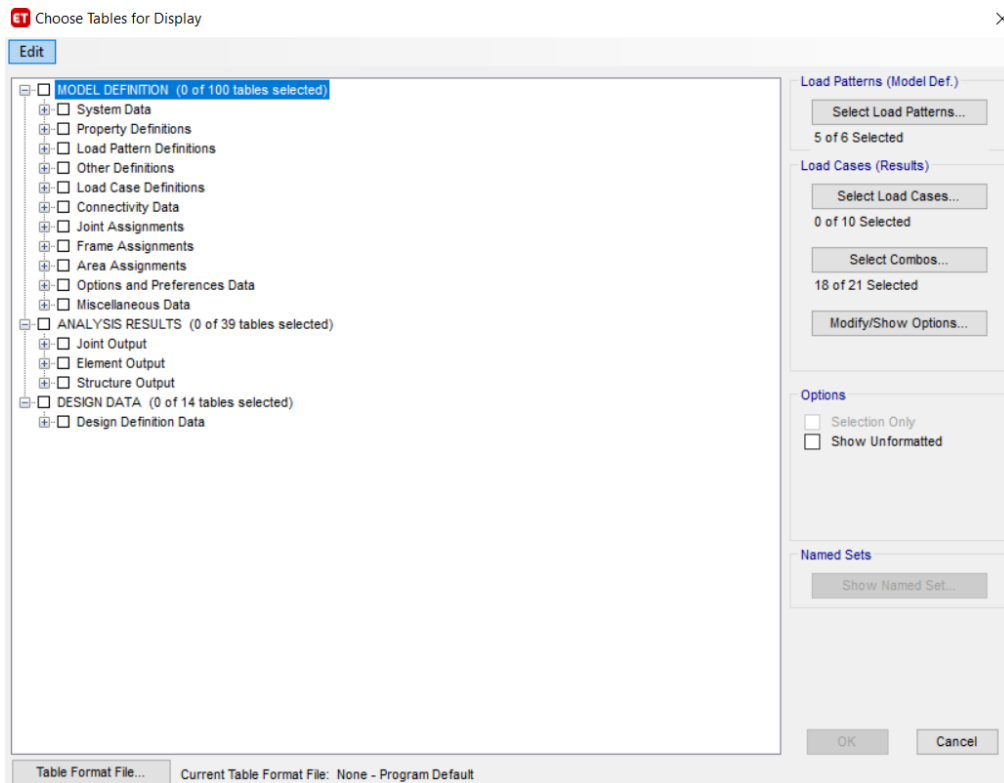 ET Choose Tables for Display
Edit
MODEL DEFINITION (0 of 100 tables selected)
System Data
Property Definitions
Load Pattern Definitions
Other Definitions
Load Case Definitions
Connectivity Data
Joint Assignments
Frame Assignments
Area Assignments
Options and Preferences Data
Miscellaneous Data
ANALYSIS RESULTS (0 of 39 tables selected)
Joint Output
Element Output
Structure Output
DESIGN DATA (0 of 14 tables selected)
Design Definition Data
Load Patterns (Model Def.)
Select Load Patterns...
5 of 6 Selected
Load Cases (Results)
Select Load Cases...
0 of 10 Selected
Select Combos...
18 of 21 Selected
Modify/Show Options...
Options
Selection Only
Show Unformatted
Named Sets
Show Named Set...
OK
Cancel
Table Format File...
Current Table Format File: None - Program Default